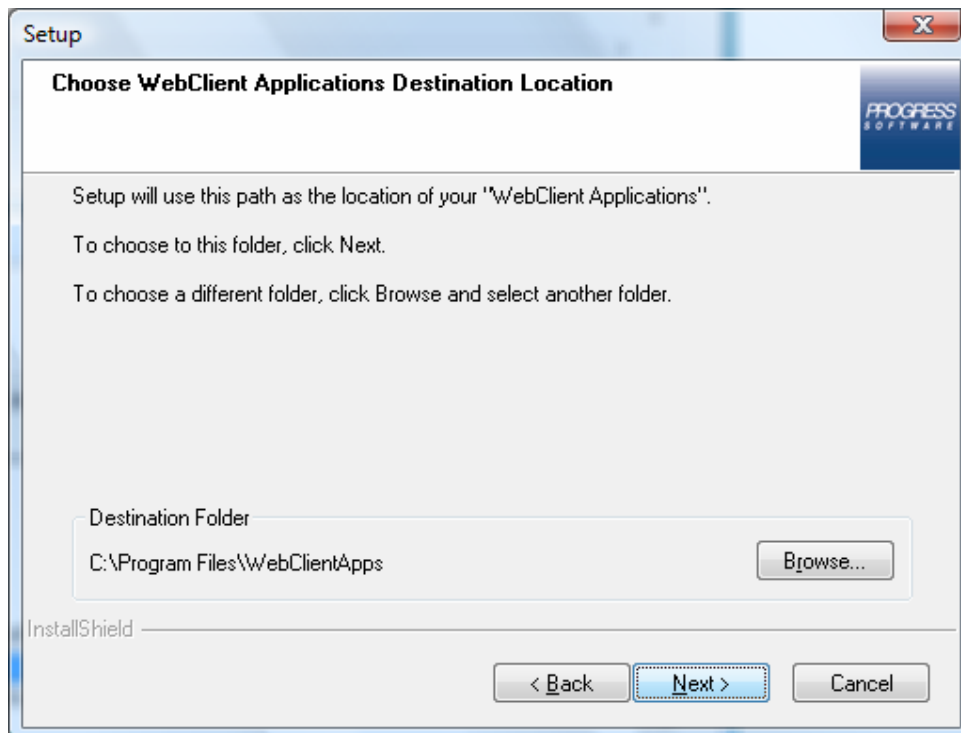 Setup
Choose WebClient Applications Destination Location
PROGRESS
SOFTWARE
Setup will use this path as the location of your "WebClient Applications".
To choose to this folder, click Next.
To choose a different folder, click Browse and select another folder.
Destination Folder
C:\Program Files\WebClientApps
Browse...
InstallShield
< Back
Next >
Cancel